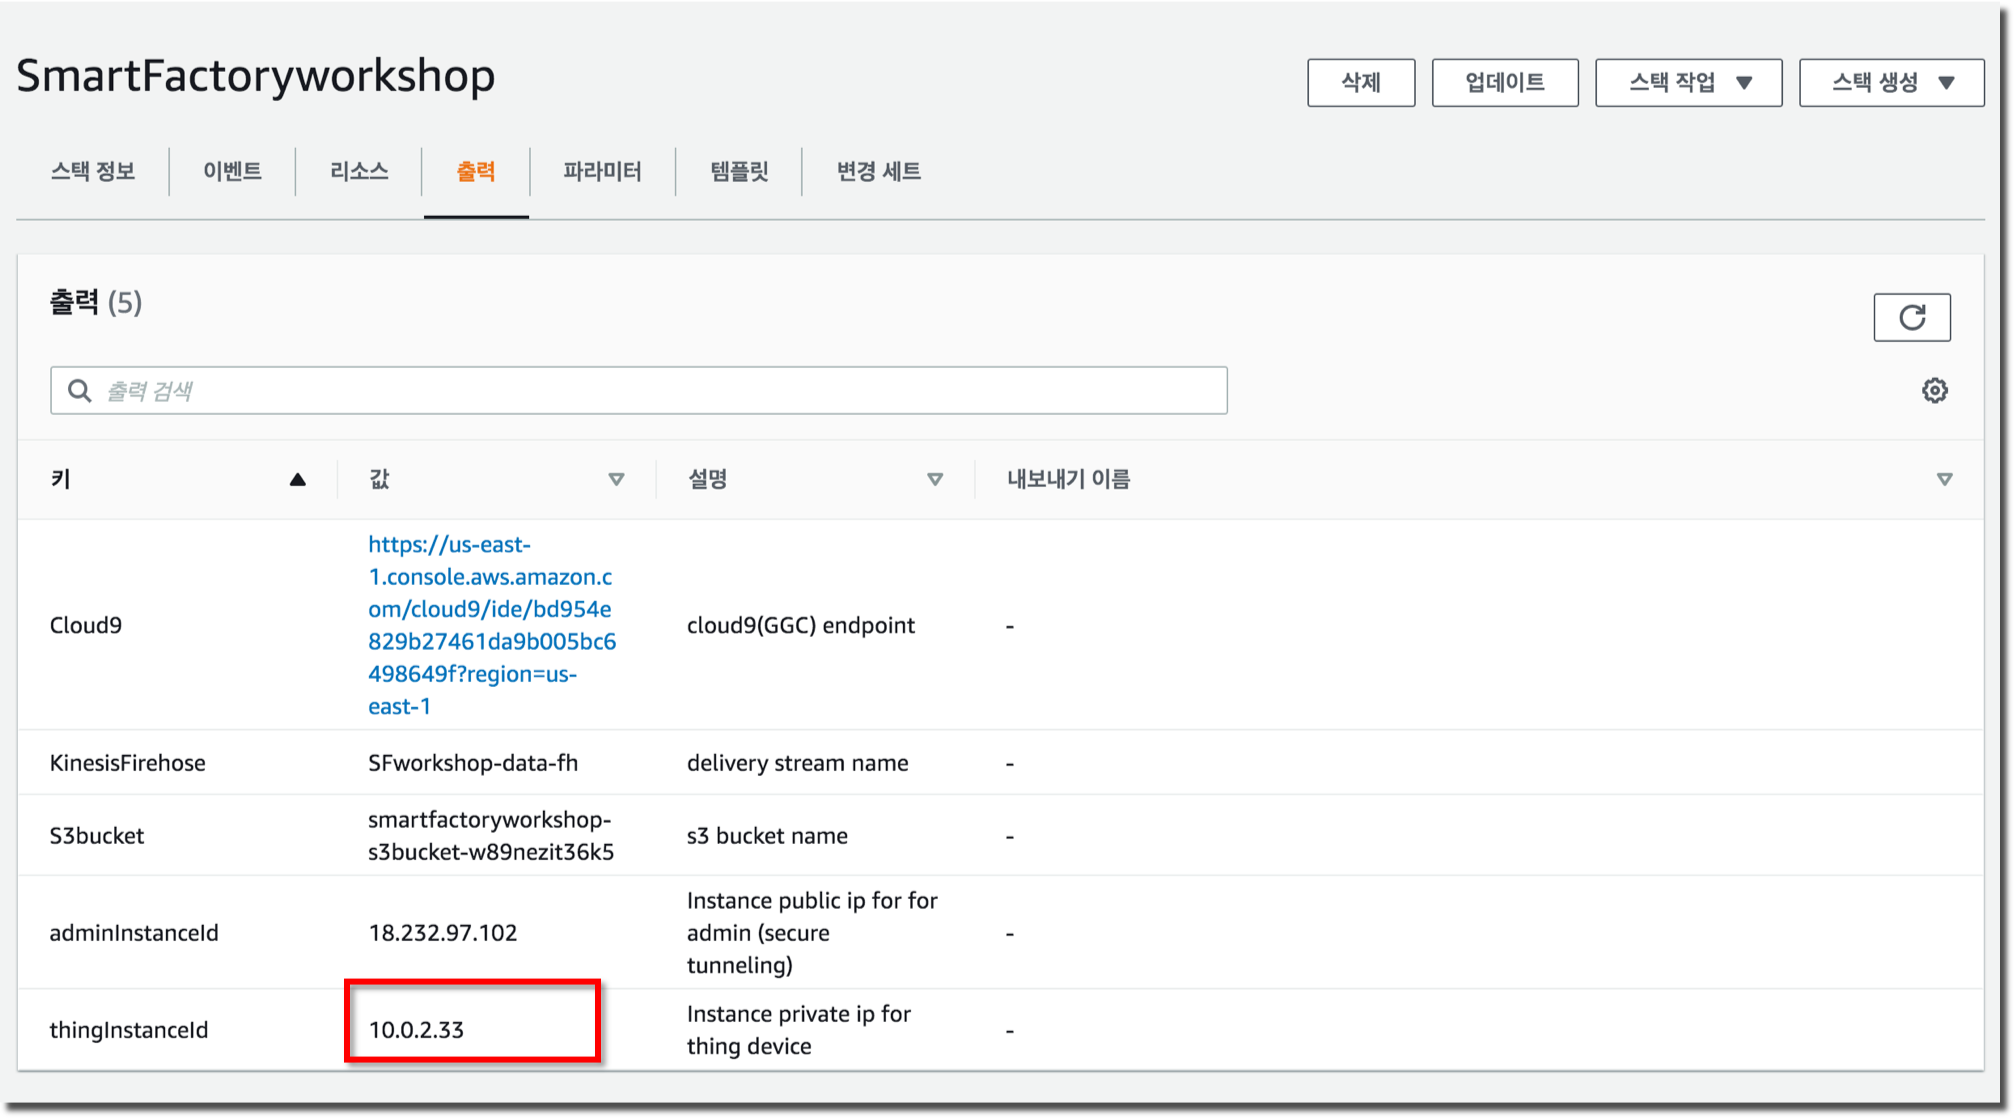 SmartFactoryworkshop
삭제
업데이트
스택 작업
스택 생성
스택 정보
이벤트
리소스
출력
파라미터
템플릿
변경 세트
출력 (5)
출력 검색
키
값
설명
내보내기 이름
Cloud9
https://us-east-
1.console.aws.amazon.c
om/cloud9/ide/bd954e
829b27461da9b005bc6
498649f?region=us-
east-1
cloud9(GGC) endpoint
-
KinesisFirehose
SFworkshop-data-fh
delivery stream name
-
S3bucket
smartfactoryworkshop-
s3bucket-w89nezit36k5
s3 bucket name
-
adminInstanceId
18.232.97.102
Instance public ip for for
admin (secure
tunneling)
-
thingInstanceId
10.0.2.33
Instance private ip for
thing device
-